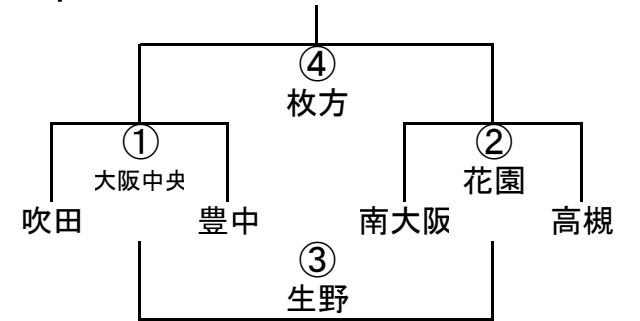 ④
枚方
①
大阪中央
②
花園
吹田
豊中
南大阪
高槻
③
生野